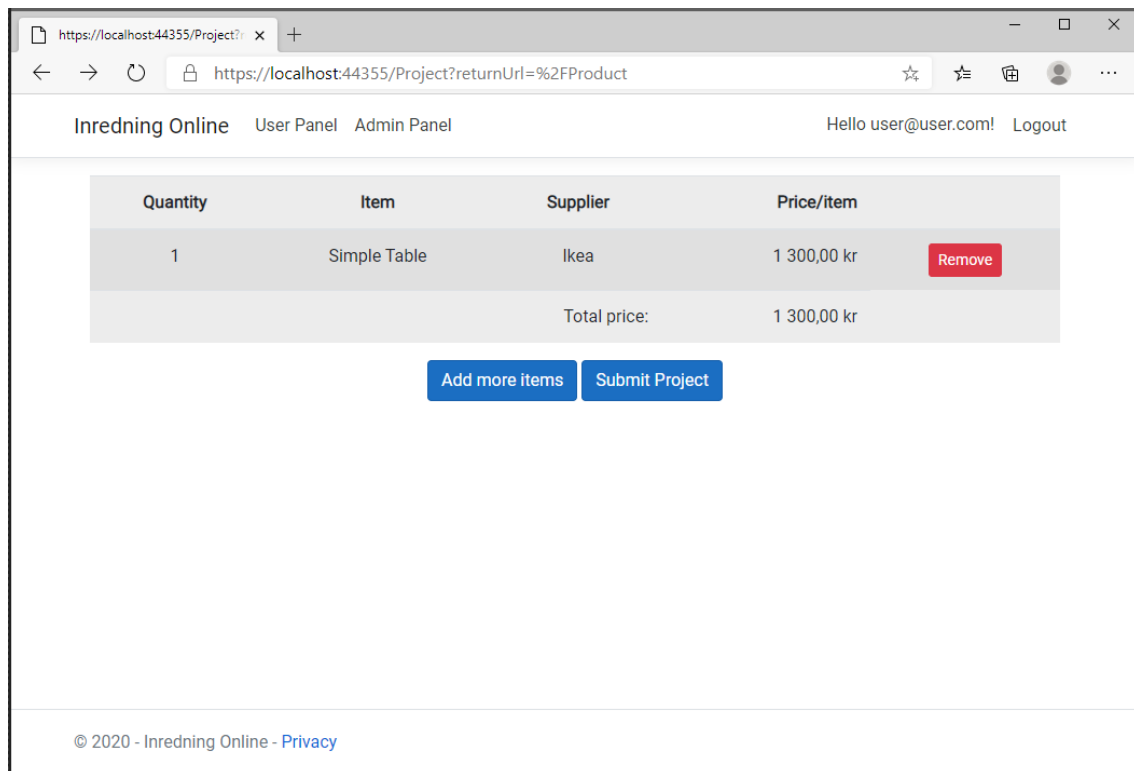 https://localhost:44355/Project?r
https://localhost:44355/Project?returnUrl=%2FProduct
Inredning Online User Panel Admin Panel Hello user@user.com! Logout
Quantity Item Supplier Price/item
1 Simple Table Ikea 1 300,00 kr Remove
Total price: 1 300,00 kr
Add more items Submit Project
© 2020 - Inredning Online - Privacy